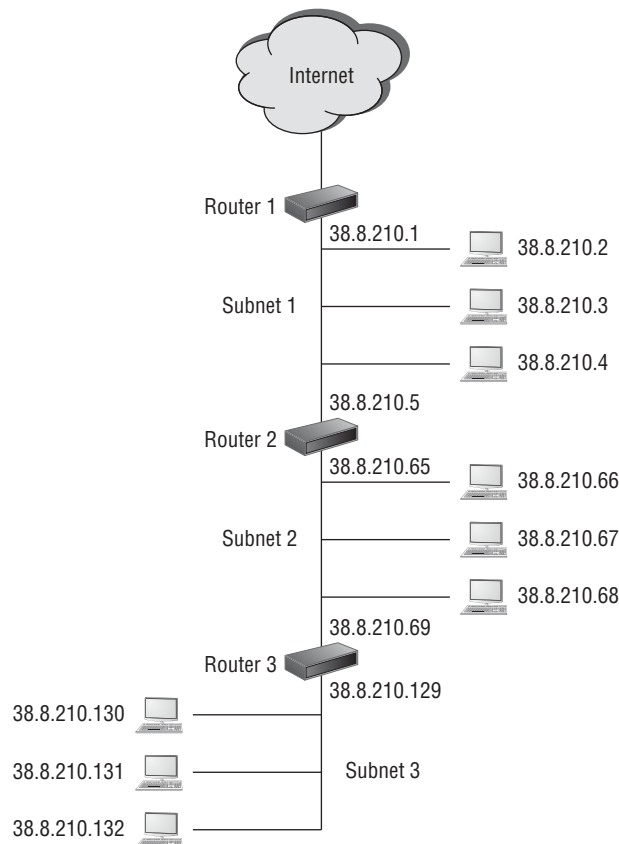 Internet
Router 1
38.8.210.1
38.8.210.2
Subnet 1
38.8.210.3
38.8.210.4
38.8.210.5
Router 2
38.8.210.65
38.8.210.66
Subnet 2
38.8.210.67
38.8.210.68
38.8.210.69
Router 3
38.8.210.129
38.8.210.130
38.8.210.131
Subnet 3
38.8.210.132